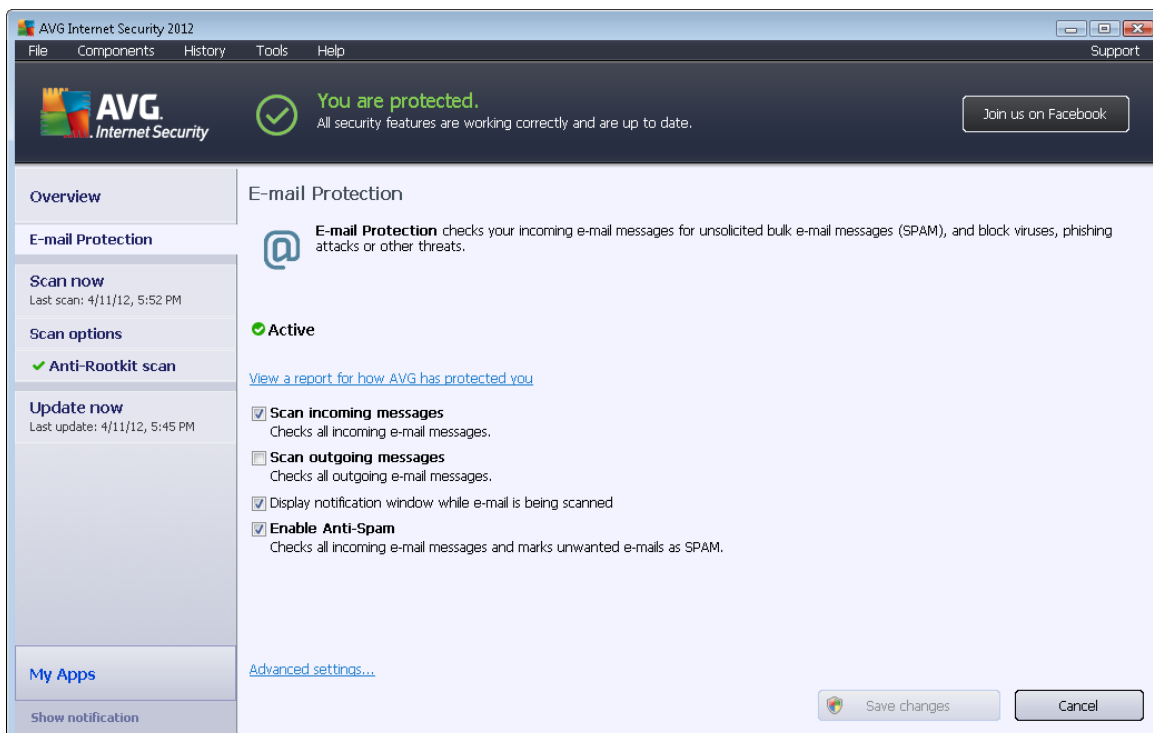 AVG Internet Security 2012
File Components History Tools Help Support
AVG.
Internet Security
You are protected.
All security features are working correctly and are up to date.
Join us on Facebook
Overview
E-mail Protection
Scan now
Last scan: 4/11/12, 5:52 PM
Scan options
Anti-Rootkit scan
Update now
Last update: 4/11/12, 5:45 PM
My Apps
Show notification
E-mail Protection
@
E-mail Protection checks your incoming e-mail messages for unsolicited bulk e-mail messages (SPAM), and block viruses, phishing
attacks or other threats.
Active
View a report for how AVG has protected you
Scan incoming messages
Checks all incoming e-mail messages.
Scan outgoing messages
Checks all outgoing e-mail messages.
Display notification window while e-mail is being scanned
Enable Anti-Spam
Checks all incoming e-mail messages and marks unwanted e-mails as SPAM.
Advanced settings...
Save changes
Cancel